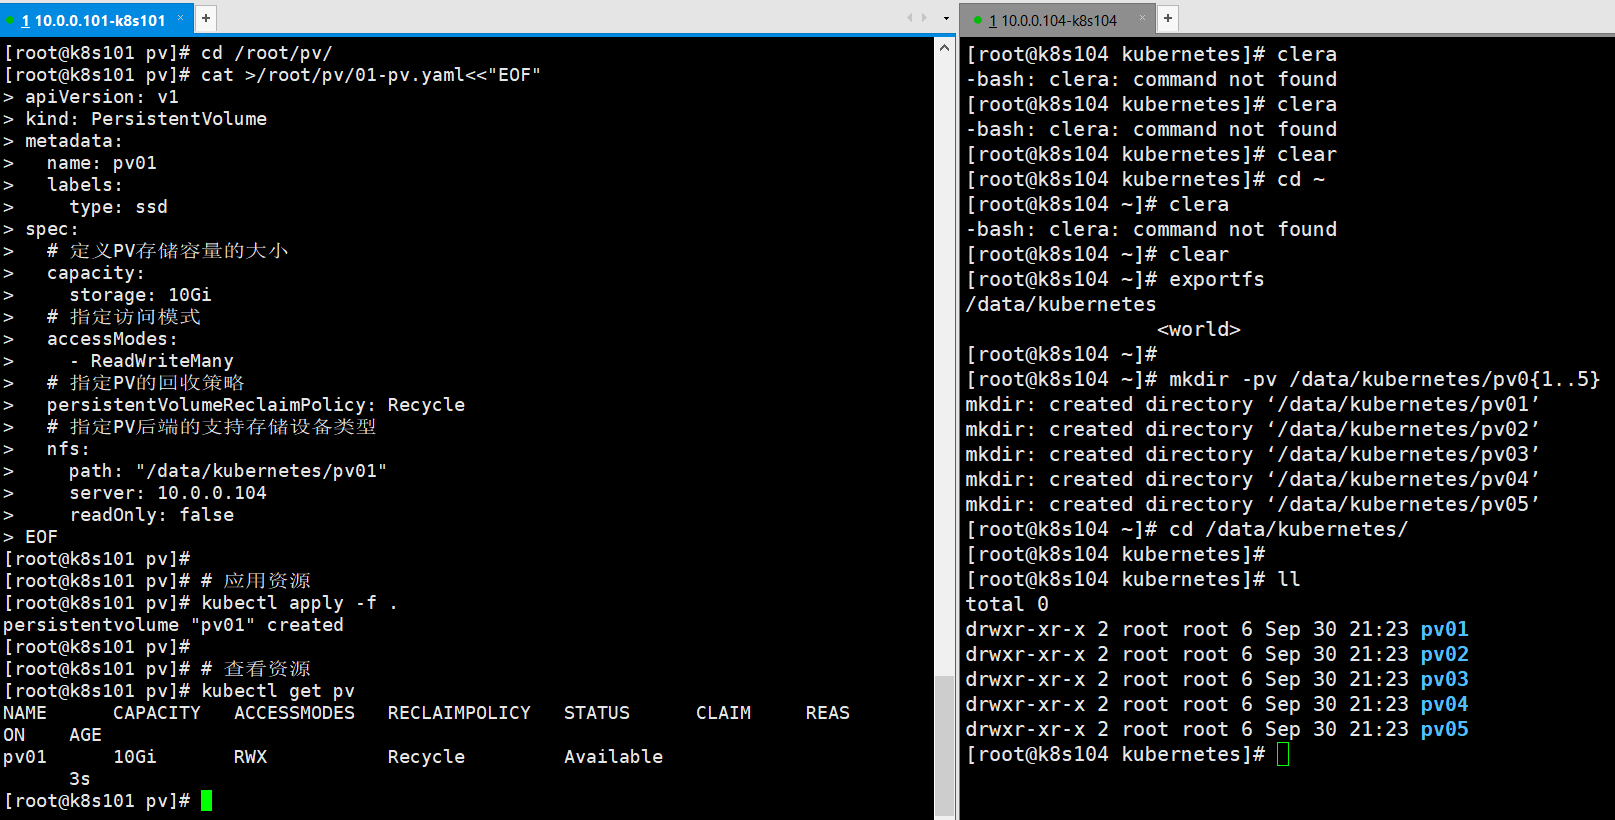 1 10.0.0.101-k8s101 × +
[root@k8s101 pv]# cd /root/pv/
[root@k8s101 pv]# cat >/root/pv/01-pv.yaml<<"EOF"
> apiVersion: v1
> kind: PersistentVolume
> metadata:
>   name: pv01
>   labels:
>     type: ssd
> spec:
>   # 定义PV存储容量的大小
>   capacity:
>     storage: 10Gi
>   # 指定访问模式
>   accessModes:
>     - ReadWriteMany
>   # 指定PV的回收策略
>   persistentVolumeReclaimPolicy: Recycle
>   # 指定PV后端的支持存储设备类型
>   nfs:
>     path: "/data/kubernetes/pv01"
>     server: 10.0.0.104
>     readOnly: false
> EOF
[root@k8s101 pv]#
[root@k8s101 pv]# # 应用资源
[root@k8s101 pv]# kubectl apply -f .
persistentvolume "pv01" created
[root@k8s101 pv]#
[root@k8s101 pv]# # 查看资源
[root@k8s101 pv]# kubectl get pv
NAME      CAPACITY   ACCESSMODES   RECLAIMPOLICY   STATUS      CLAIM     REAS
ON    AGE
pv01      10Gi       RWX           Recycle         Available
      3s
[root@k8s101 pv]#
1 10.0.0.104-k8s104 × +
[root@k8s104 kubernetes]# clera
-bash: clera: command not found
[root@k8s104 kubernetes]# clera
-bash: clera: command not found
[root@k8s104 kubernetes]# clear
[root@k8s104 kubernetes]# cd ~
[root@k8s104 ~]# clera
-bash: clera: command not found
[root@k8s104 ~]# clear
[root@k8s104 ~]# exportfs
/data/kubernetes
                <world>
[root@k8s104 ~]#
[root@k8s104 ~]# mkdir -pv /data/kubernetes/pv0{1..5}
mkdir: created directory ‘/data/kubernetes/pv01’
mkdir: created directory ‘/data/kubernetes/pv02’
mkdir: created directory ‘/data/kubernetes/pv03’
mkdir: created directory ‘/data/kubernetes/pv04’
mkdir: created directory ‘/data/kubernetes/pv05’
[root@k8s104 ~]# cd /data/kubernetes/
[root@k8s104 kubernetes]#
[root@k8s104 kubernetes]# ll
total 0
drwxr-xr-x 2 root root 6 Sep 30 21:23 pv01
drwxr-xr-x 2 root root 6 Sep 30 21:23 pv02
drwxr-xr-x 2 root root 6 Sep 30 21:23 pv03
drwxr-xr-x 2 root root 6 Sep 30 21:23 pv04
drwxr-xr-x 2 root root 6 Sep 30 21:23 pv05
[root@k8s104 kubernetes]#